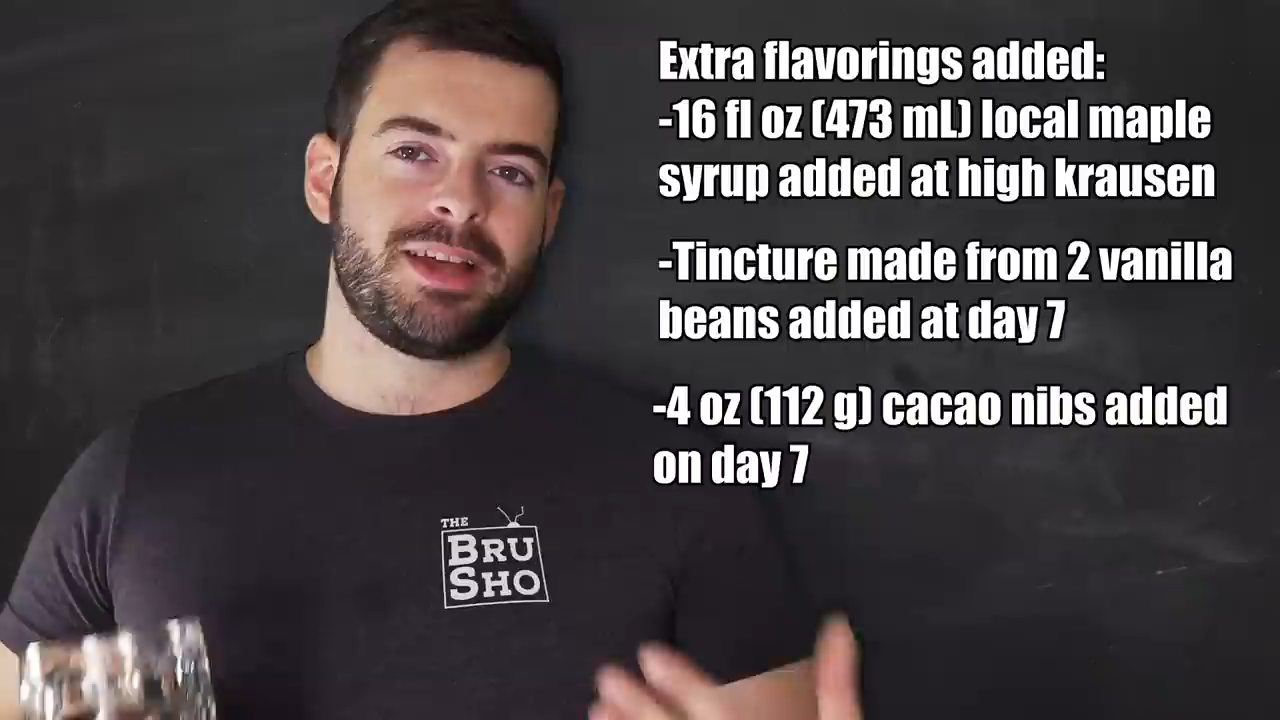 Extra flavorings added:
-16 fl oz (473 mL) local maple
syrup added at high krausen
-Tincture made from 2 vanilla
beans added at day 7
-4 oz (112 g) cacao nibs added
on day 7
THE
BRU
SHO